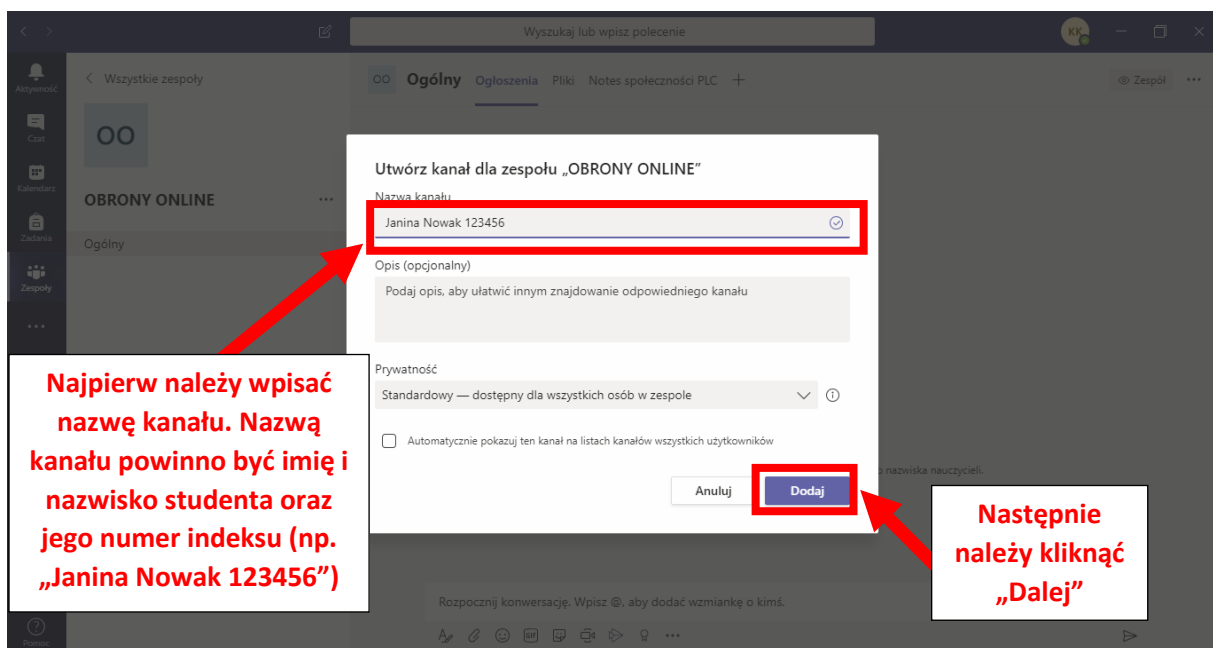 Wyszukaj lub wpisz polecenie
KK
Aktywność
Czat
Kalendarz
Zadania
Zespoły
Pomoc
Wszystkie zespoły
OO
OBRONY ONLINE
Ogólny
OO Ogólny Ogłoszenia Pliki Notes społeczności PLC
Zespół
Utwórz kanał dla zespołu „OBRONY ONLINE”
Nazwa kanału
Janina Nowak 123456
Opis (opcjonalny)
Podaj opis, aby ułatwić innym znajdowanie odpowiedniego kanału
Prywatność
Standardowy — dostępny dla wszystkich osób w zespole
Automatycznie pokazuj ten kanał na listach kanałów wszystkich użytkowników
Anuluj Dodaj
nazwiska nauczycieli.
Najpierw należy wpisać
nazwę kanału. Nazwą
kanału powinno być imię i
nazwisko studenta oraz
jego numer indeksu (np.
„Janina Nowak 123456”)
Następnie
należy kliknąć
„Dalej”
Rozpocznij konwersację. Wpisz @, aby dodać wzmiankę o kimś.
GIF